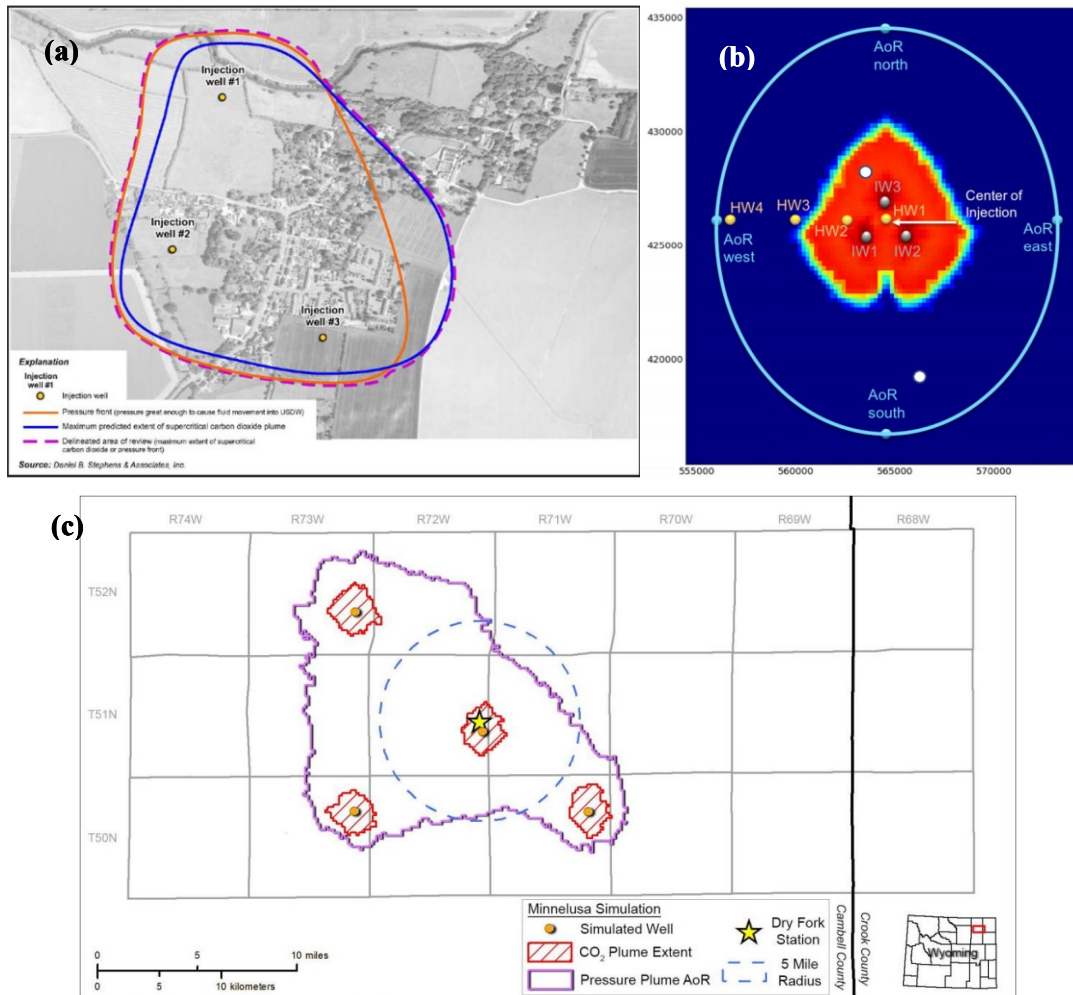 (a)
Injection
well #1
Injection
well #2
Injection
well #3
Explanation
Injection
well #1
Injection well
Pressure front (pressure great enough to cause fluid movement into USDW)
Maximum predicted extent of supercritical carbon dioxide plume
Delineated area of review (maximum extent of supercritical
carbon dioxide or pressure front)
Source: Daniel B. Stephens & Associates, Inc.
(b)
435000
430000
425000
420000
555000 560000 565000 570000
AoR
north
IW3
HW4 HW3 HW1
HW2
Center of
Injection
IW1 IW2
AoR
west
AoR
east
AoR
south
(c)
R74W R73W R72W R71W R70W R69W R68W
T52N
T51N
T50N
Cambell County
Crook County
0 5 10 miles
0 5 10 kilometers
Minnelusa Simulation
Simulated Well
CO2 Plume Extent
Pressure Plume AoR
Dry Fork
Station
5 Mile
Radius
Wyoming